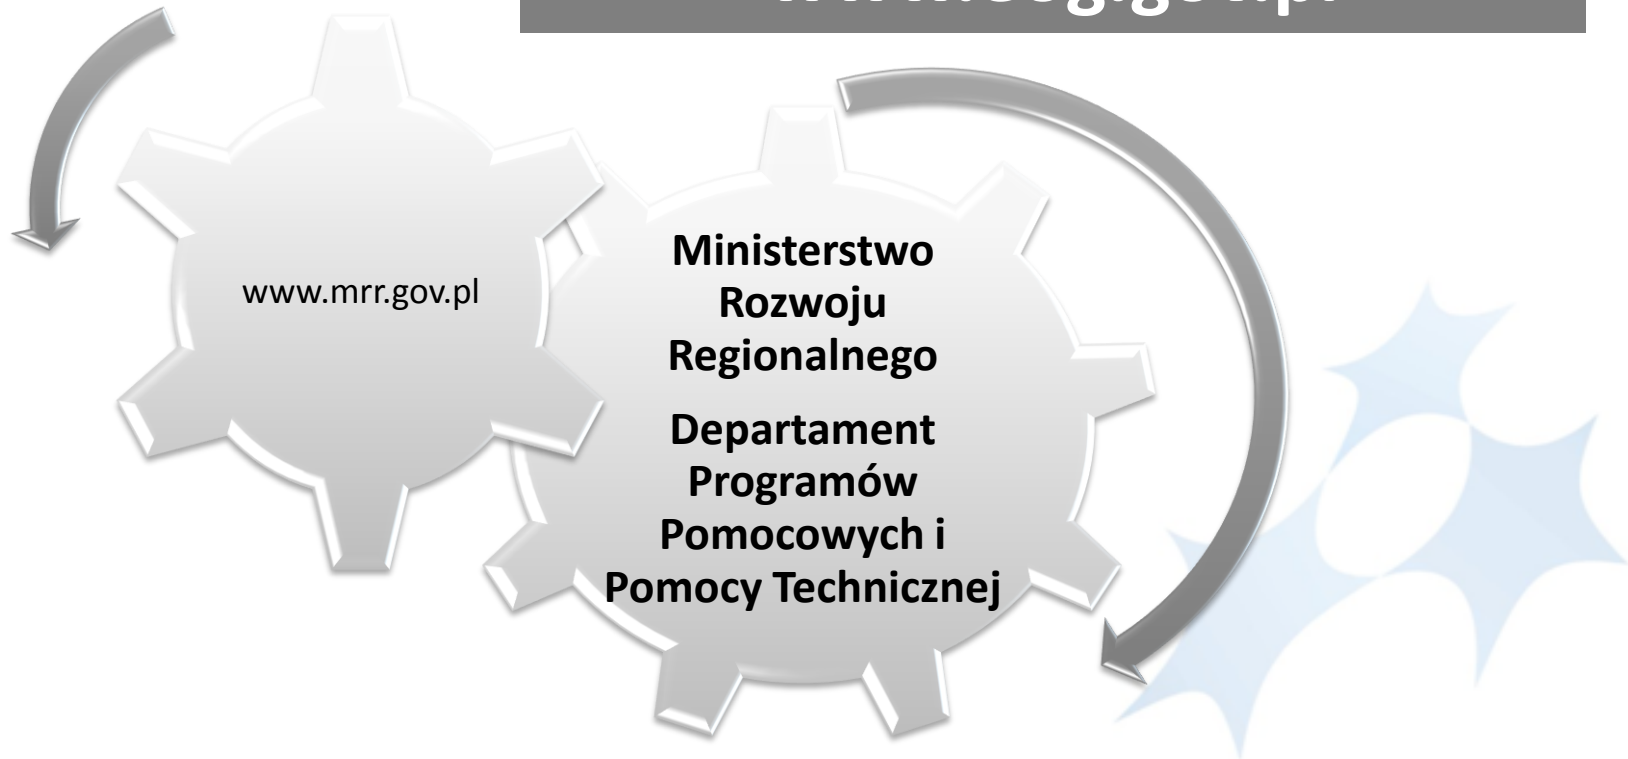 www.mrr.gov.pl
Ministerstwo
Rozwoju
Regionalnego
Departament
Programów
Pomocowych i
Pomocy Technicznej